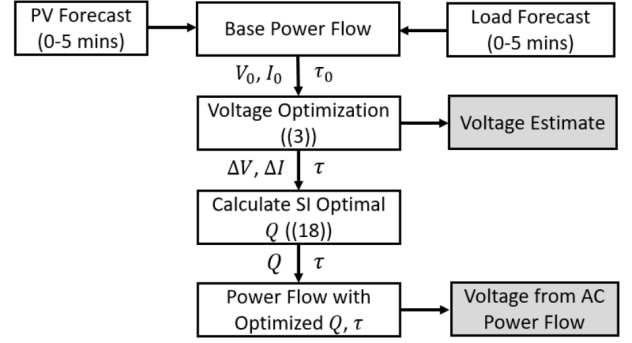 PV Forecast
(0-5 mins)
Base Power Flow
Load Forecast
(0-5 mins)
V₀, I₀ τ₀
Voltage Optimization
((3))
Voltage Estimate
ΔV, ΔI τ
Calculate SI Optimal
Q ((18))
Q τ
Power Flow with
Optimized Q, τ
Voltage from AC
Power Flow